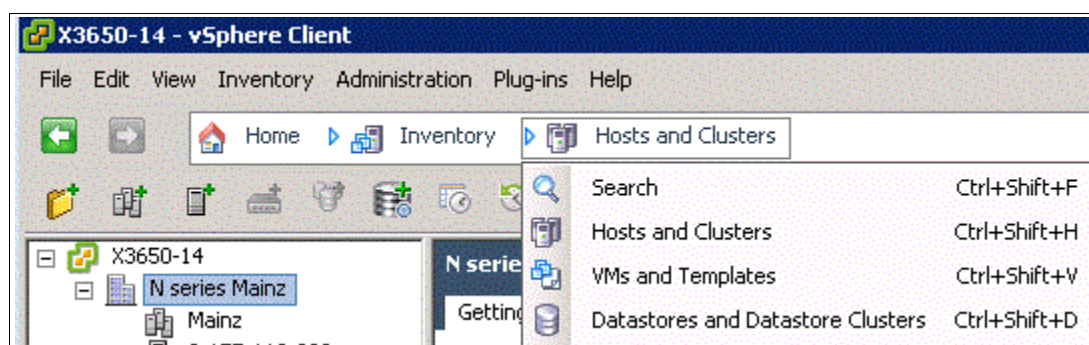 X3650-14 - vSphere Client
File Edit View Inventory Administration Plug-ins Help
Home Inventory Hosts and Clusters
Search Ctrl+Shift+F
Hosts and Clusters Ctrl+Shift+H
VMs and Templates Ctrl+Shift+V
Datastores and Datastore Clusters Ctrl+Shift+D
X3650-14
N series Mainz
Mainz
N serie
Getting